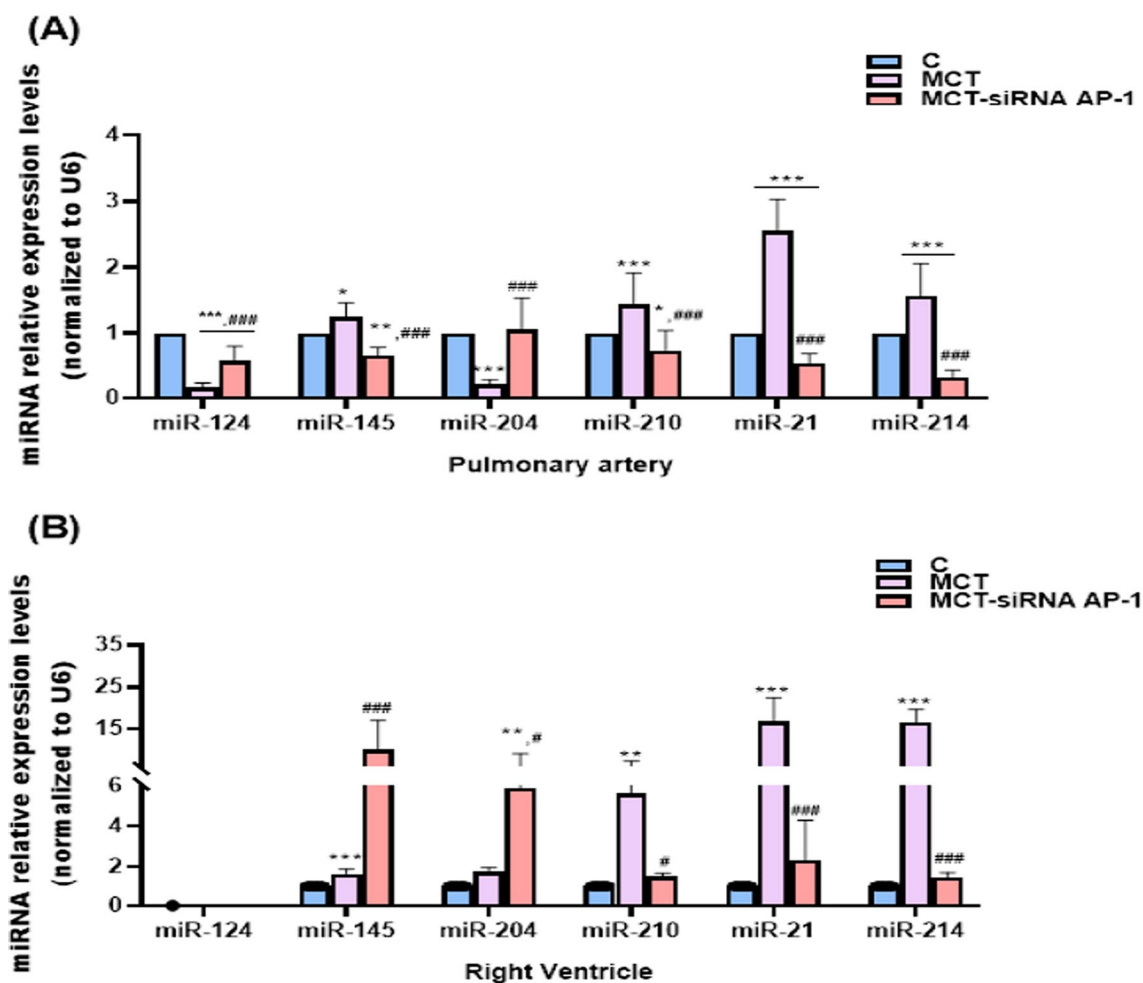 (A)
C
MCT
MCT-siRNA AP-1
miRNA relative expression levels
(normalized to U6)
4
3
2
1
0
***,###
*
**,###
***
###
***
*,###
***
###
***
###
miR-124 miR-145 miR-204 miR-210 miR-21 miR-214
Pulmonary artery
(B)
C
MCT
MCT-siRNA AP-1
miRNA relative expression levels
(normalized to U6)
35
25
15
6
4
2
0
***
###
**,#
**
#
***
###
***
###
miR-124 miR-145 miR-204 miR-210 miR-21 miR-214
Right Ventricle